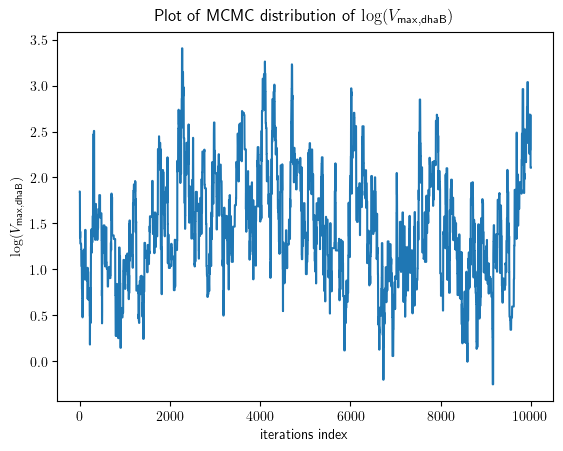 Plot of MCMC distribution of log(V_max,dhaB)
log(V_max,dhaB)
3.5
3.0
2.5
2.0
1.5
1.0
0.5
0.0
0 2000 4000 6000 8000 10000
iterations index